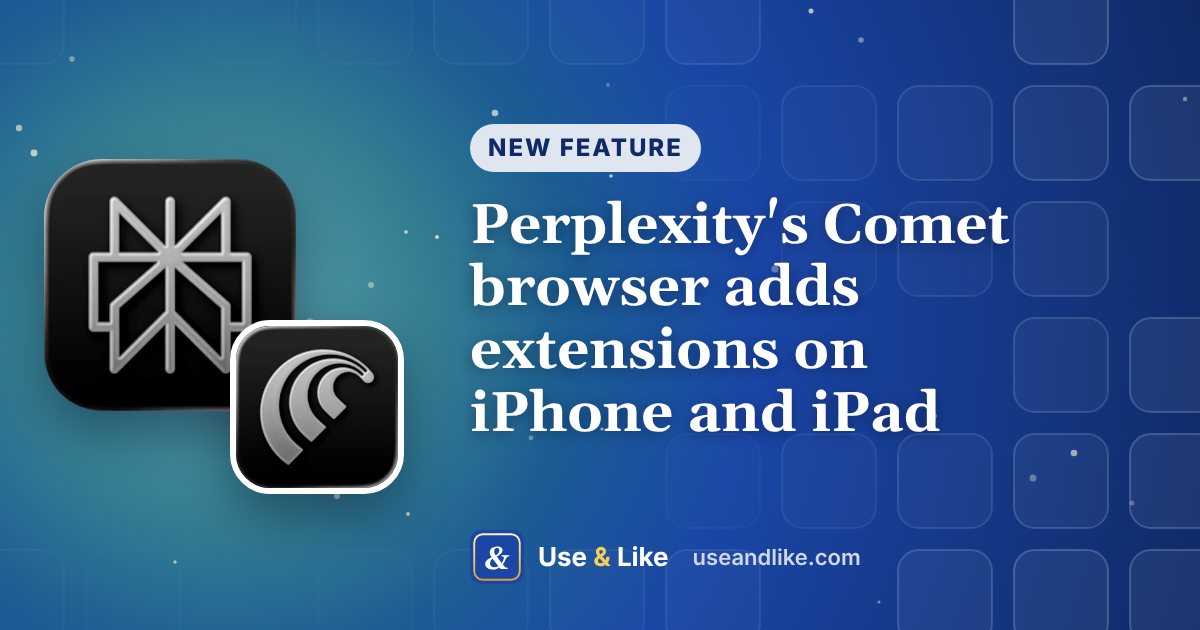 NEW FEATURE
Perplexity's Comet
browser adds
extensions on
iPhone and iPad
& Use & Like useandlike.com